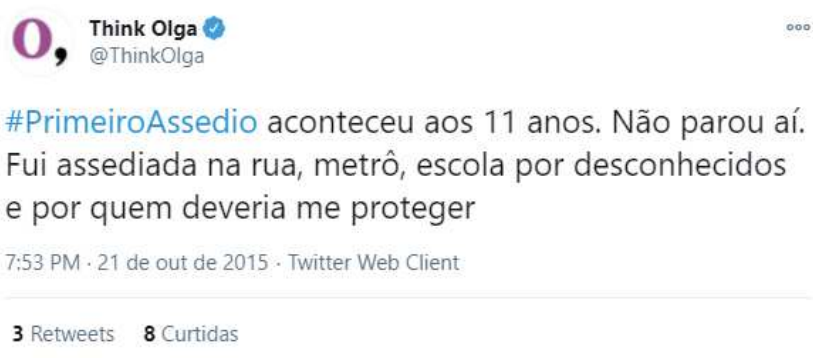 Think Olga
@ThinkOlga
#PrimeiroAssedio aconteceu aos 11 anos. Não parou aí.
Fui assediada na rua, metrô, escola por desconhecidos
e por quem deveria me proteger
7:53 PM · 21 de out de 2015 · Twitter Web Client
3 Retweets 8 Curtidas